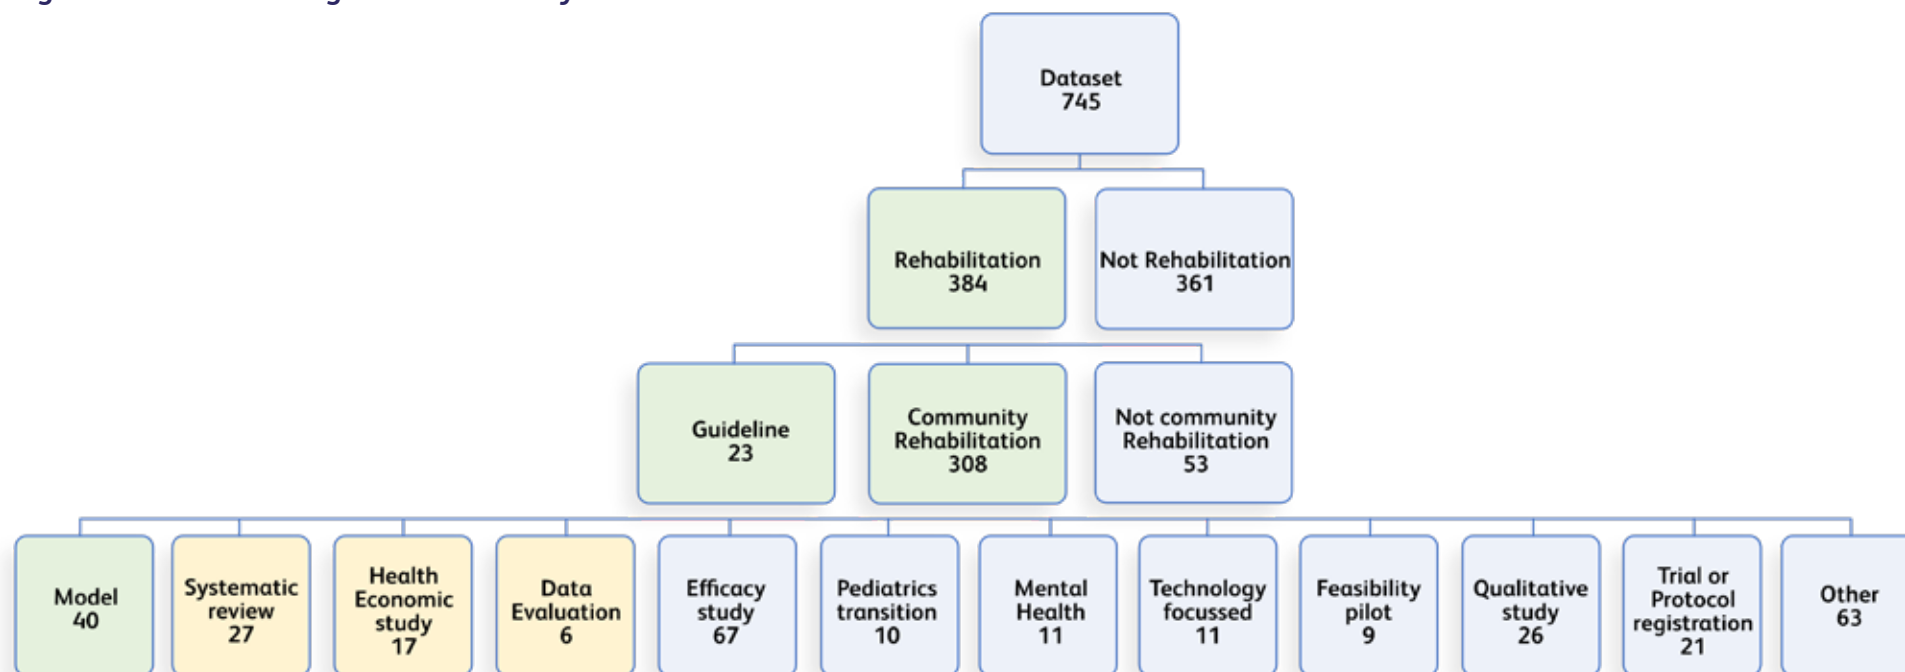 Dataset
745
Rehabilitation
384
Not Rehabilitation
361
Guideline
23
Community
Rehabilitation
308
Not community
Rehabilitation
53
Model
40
Systematic
review
27
Health
Economic
study
17
Data
Evaluation
6
Efficacy
study
67
Pediatrics
transition
10
Mental
Health
11
Technology
focussed
11
Feasibility
pilot
9
Qualitative
study
26
Trial or
Protocol
registration
21
Other
63